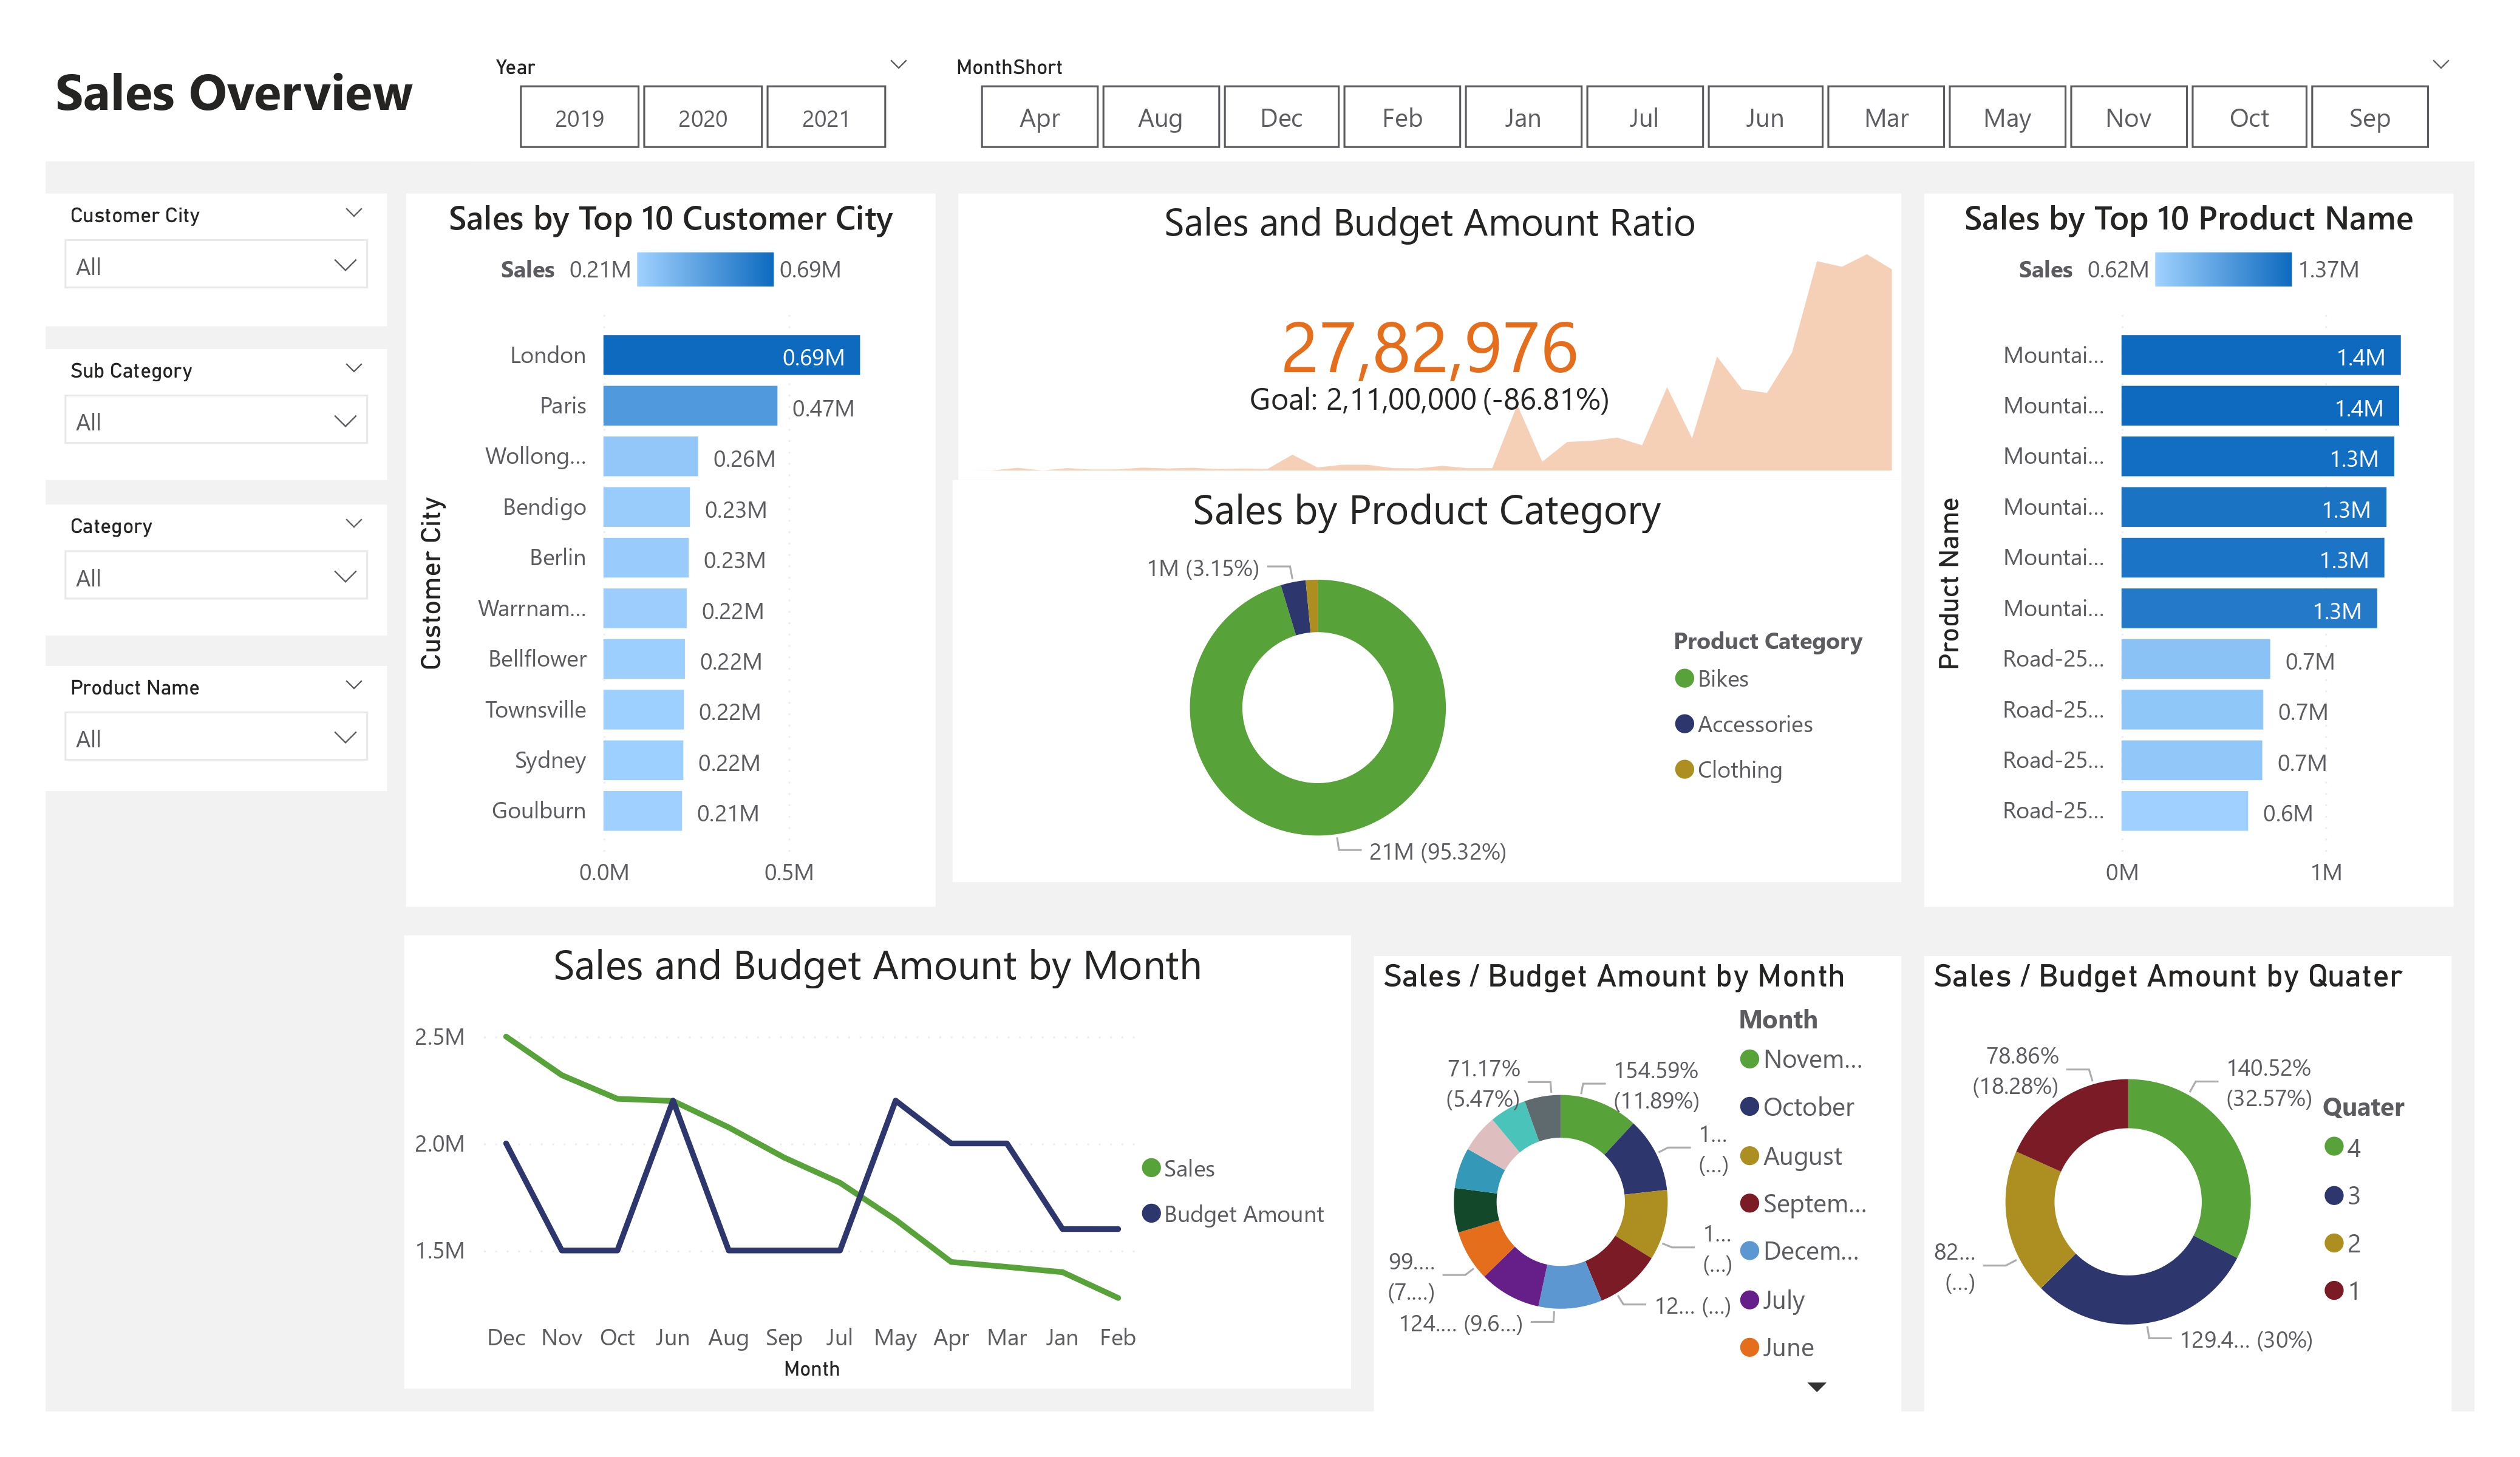 Sales Overview
Year
2019 2020 2021
MonthShort
Apr Aug Dec Feb Jan Jul Jun Mar May Nov Oct Sep
Customer City
All
Sub Category
All
Category
All
Product Name
All
Sales by Top 10 Customer City
Sales 0.21M 0.69M
Customer City
London 0.69M
Paris 0.47M
Wollong... 0.26M
Bendigo 0.23M
Berlin 0.23M
Warrnam... 0.22M
Bellflower 0.22M
Townsville 0.22M
Sydney 0.22M
Goulburn 0.21M
0.0M 0.5M
Sales and Budget Amount Ratio
27,82,976
Goal: 2,11,00,000 (-86.81%)
Sales by Product Category
1M (3.15%)
21M (95.32%)
Product Category
Bikes
Accessories
Clothing
Sales by Top 10 Product Name
Sales 0.62M 1.37M
Product Name
Mountai... 1.4M
Mountai... 1.4M
Mountai... 1.3M
Mountai... 1.3M
Mountai... 1.3M
Mountai... 1.3M
Road-25... 0.7M
Road-25... 0.7M
Road-25... 0.7M
Road-25... 0.6M
0M 1M
Sales and Budget Amount by Month
2.5M
2.0M
1.5M
Dec Nov Oct Jun Aug Sep Jul May Apr Mar Jan Feb
Month
Sales
Budget Amount
Sales / Budget Amount by Month
71.17%
(5.47%)
154.59%
(11.89%)
1...
(...)
1...
(...)
12... (...)
124.... (9.6...)
99....
(7....)
Month
Novem...
October
August
Septem...
Decem...
July
June
Sales / Budget Amount by Quater
78.86%
(18.28%)
140.52%
(32.57%)
82...
(...)
129.4... (30%)
Quater
4
3
2
1